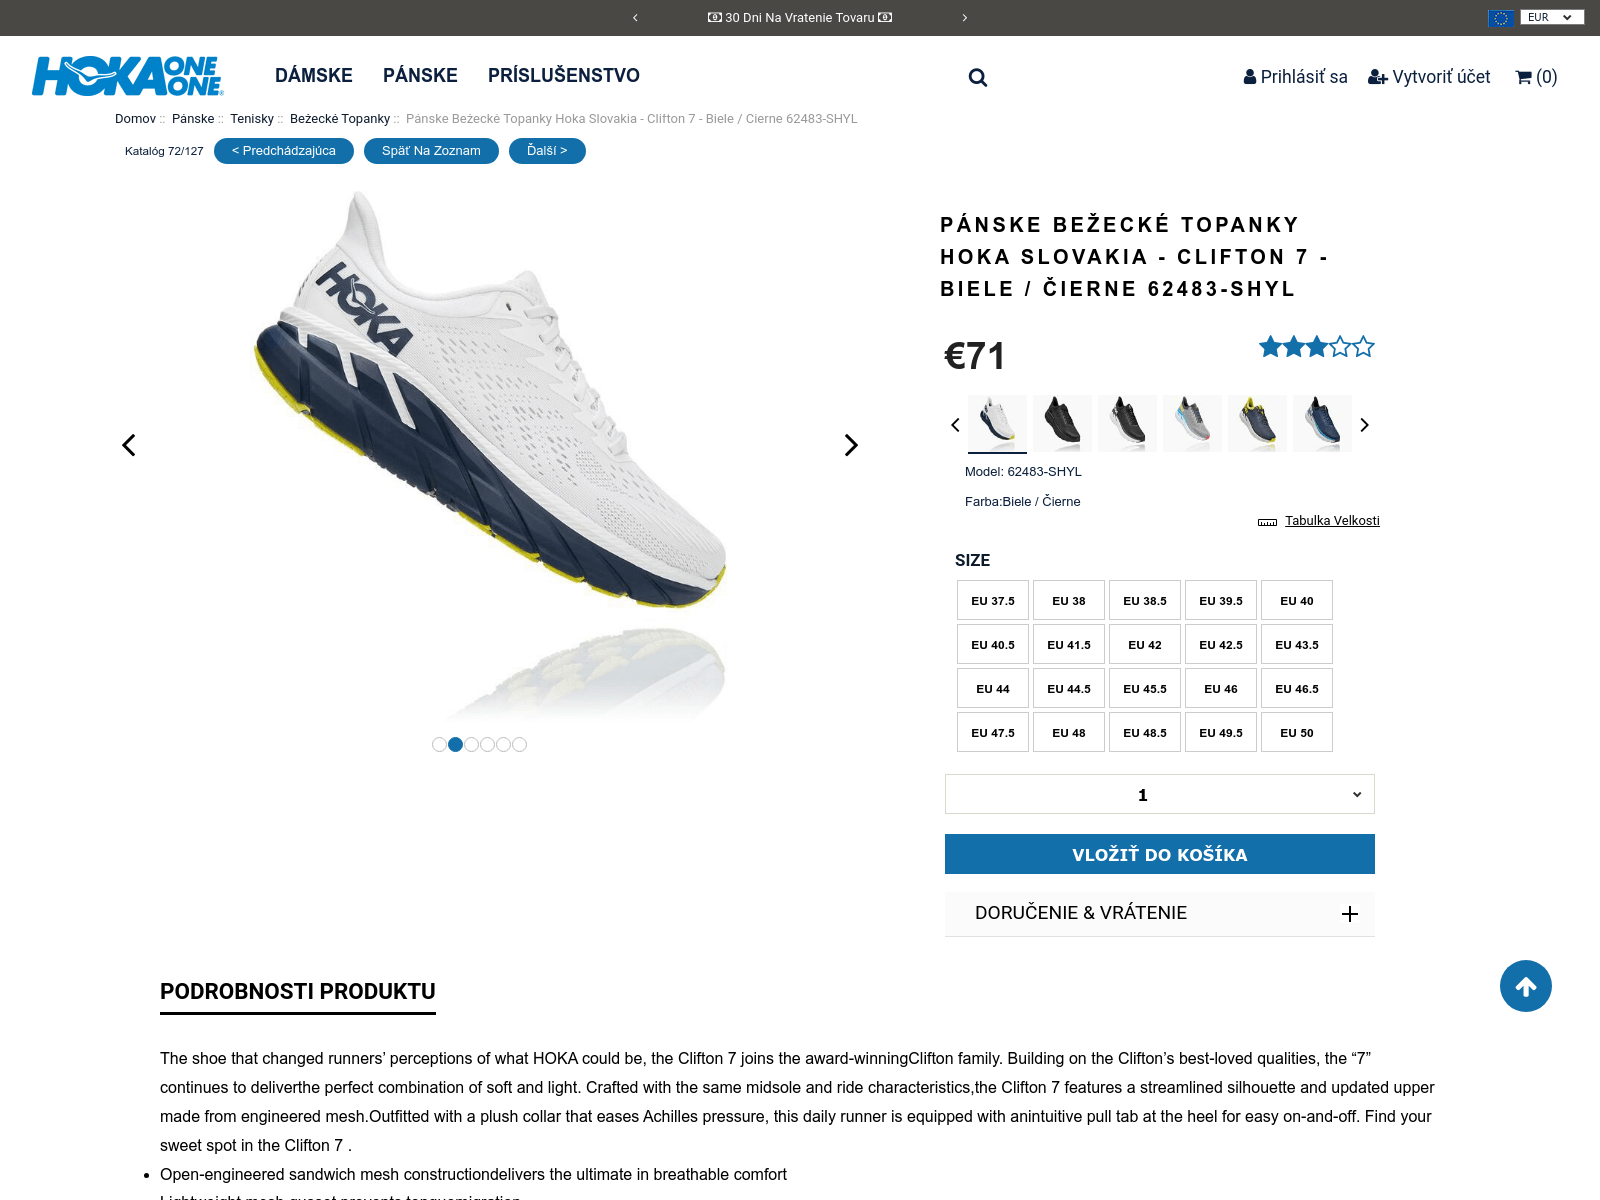 30 Dni Na Vratenie Tovaru
EUR
HOKA ONE ONE
DÁMSKE
PÁNSKE
PRÍSLUŠENSTVO
Prihlásiť sa
Vytvoriť účet
(0)
Domov :: Pánske :: Tenisky :: Bežecké Topanky :: Pánske Bežecké Topanky Hoka Slovakia - Clifton 7 - Biele / Cierne 62483-SHYL
Katalóg 72/127
< Predchádzajúca
Späť Na Zoznam
Ďalší >
HOKA
PÁNSKE BEŽECKÉ TOPANKY
HOKA SLOVAKIA - CLIFTON 7 -
BIELE / ČIERNE 62483-SHYL
€71
Model: 62483-SHYL
Farba:Biele / Čierne
Tabulka Velkosti
SIZE
EU 37.5 EU 38 EU 38.5 EU 39.5 EU 40
EU 40.5 EU 41.5 EU 42 EU 42.5 EU 43.5
EU 44 EU 44.5 EU 45.5 EU 46 EU 46.5
EU 47.5 EU 48 EU 48.5 EU 49.5 EU 50
1
VLOŽIŤ DO KOŠÍKA
DORUČENIE & VRÁTENIE
PODROBNOSTI PRODUKTU
The shoe that changed runners’ perceptions of what HOKA could be, the Clifton 7 joins the award-winningClifton family. Building on the Clifton’s best-loved qualities, the “7”
continues to deliverthe perfect combination of soft and light. Crafted with the same midsole and ride characteristics,the Clifton 7 features a streamlined silhouette and updated upper
made from engineered mesh.Outfitted with a plush collar that eases Achilles pressure, this daily runner is equipped with anintuitive pull tab at the heel for easy on-and-off. Find your
sweet spot in the Clifton 7 .
Open-engineered sandwich mesh constructiondelivers the ultimate in breathable comfort
Lightweight mesh gusset prevents tonguemigration